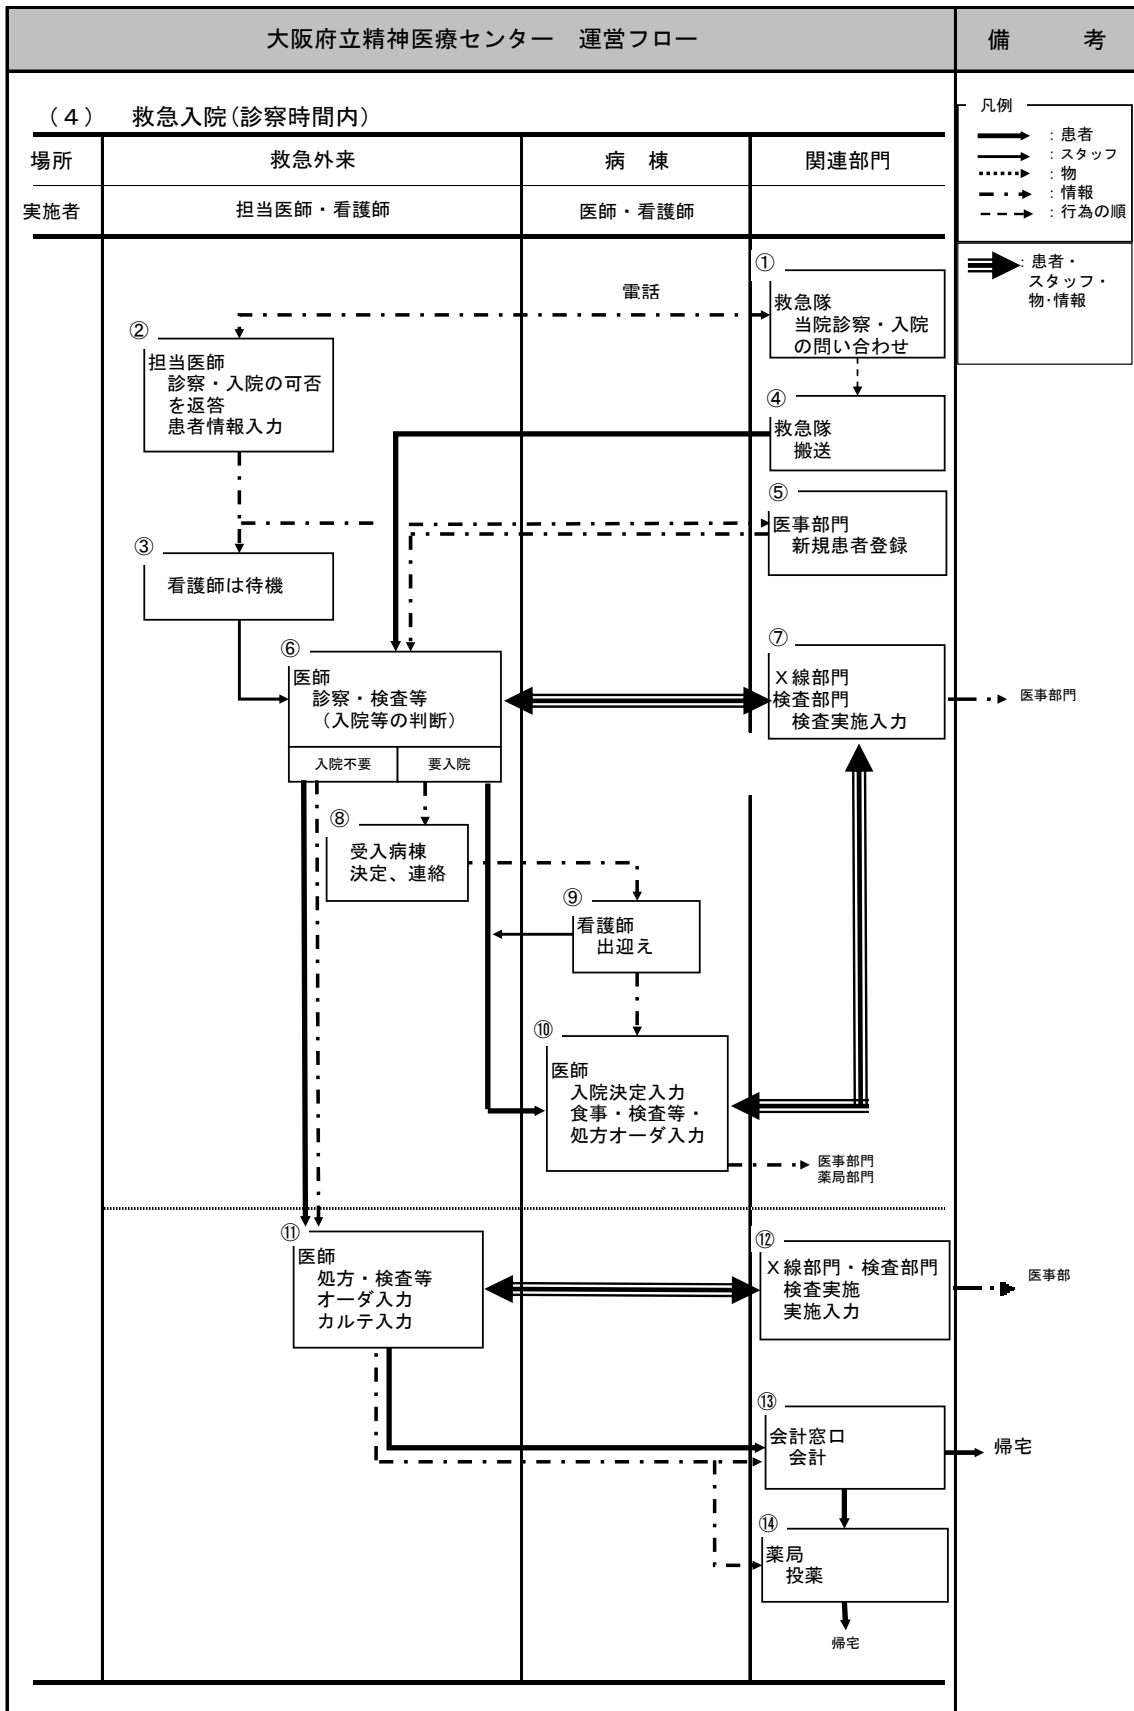 大阪府立精神医療センター　運営フロー
備　考
（４）　救急入院(診察時間内)
凡例
：患者
：スタッフ
：物
：情報
：行為の順
：患者・
スタッフ・
物･情報
場所
救急外来
病　棟
関連部門
実施者
担当医師・看護師
医師・看護師
①
救急隊
当院診察・入院
の問い合わせ
電話
②
担当医師
診察・入院の可否
を返答
患者情報入力
④
救急隊
搬送
⑤
医事部門
新規患者登録
③
看護師は待機
⑥
医師
診察・検査等
（入院等の判断）
入院不要
要入院
⑦
Ｘ線部門
検査部門
検査実施入力
医事部門
⑧
受入病棟
決定、連絡
⑨
看護師
出迎え
⑩
医師
入院決定入力
食事・検査等・
処方オーダ入力
医事部門
薬局部門
⑪
医師
処方・検査等
オーダ入力
カルテ入力
⑫
Ｘ線部門・検査部門
検査実施
実施入力
医事部
⑬
会計窓口
会計
帰宅
⑭
薬局
投薬
帰宅